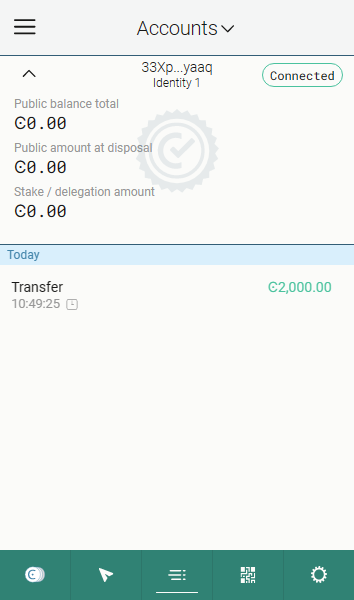 Accounts
33Xp...yaaq
Identity 1
Connected
Public balance total
Ͼ0.00
Public amount at disposal
Ͼ0.00
Stake / delegation amount
Ͼ0.00
Today
Transfer
Ͼ2,000.00
10:49:25